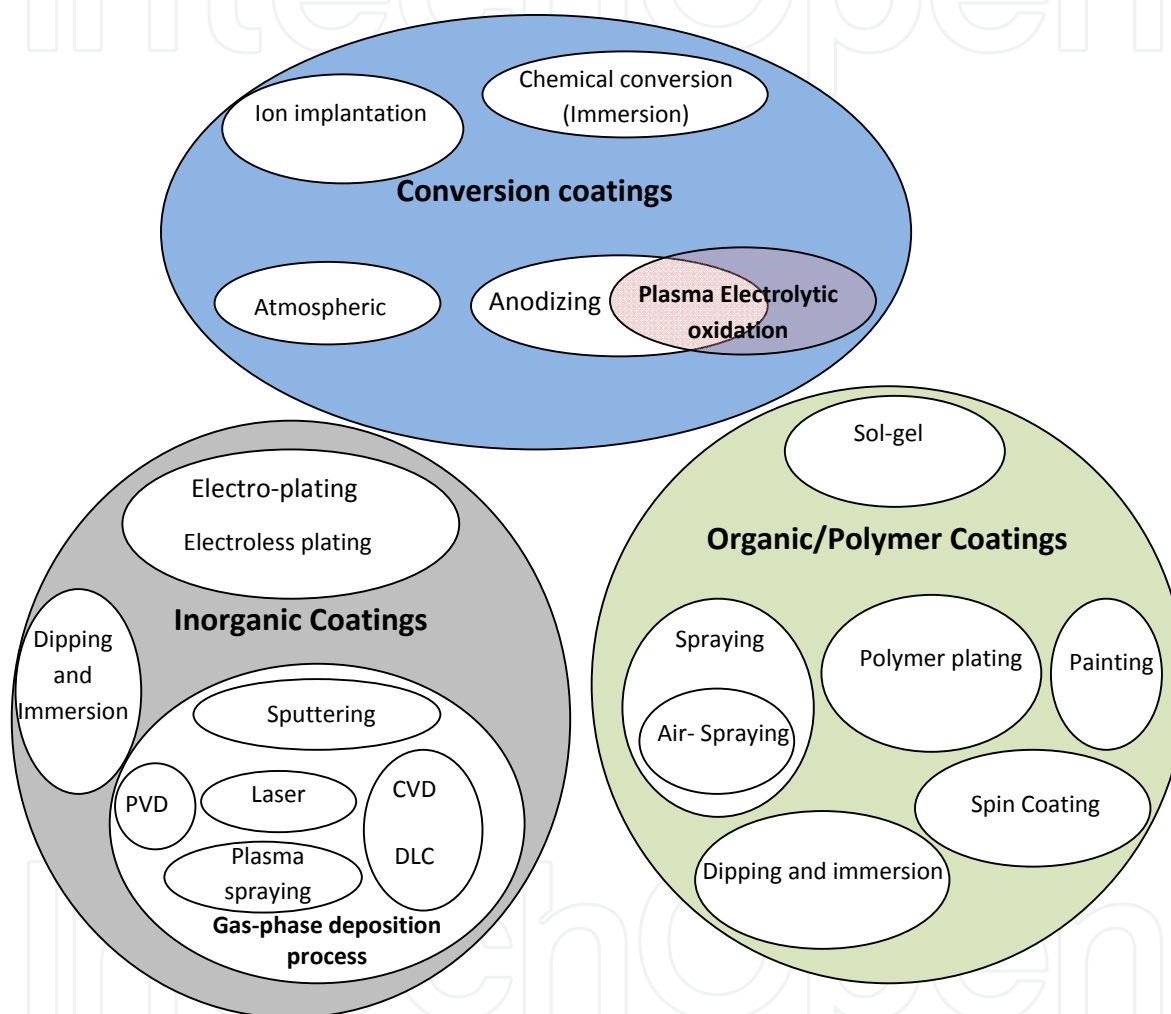 IntechOpen
Ion implantation
Chemical conversion
(Immersion)
Conversion coatings
Atmospheric
Anodizing
Plasma Electrolytic
oxidation
Electro-plating
Electroless plating
Inorganic Coatings
Dipping
and
Immersion
Sputtering
PVD
Laser
CVD
DLC
Plasma
spraying
Gas-phase deposition
process
Sol-gel
Organic/Polymer Coatings
Spraying
Air- Spraying
Polymer plating
Painting
Spin Coating
Dipping and immersion
IntechOpen